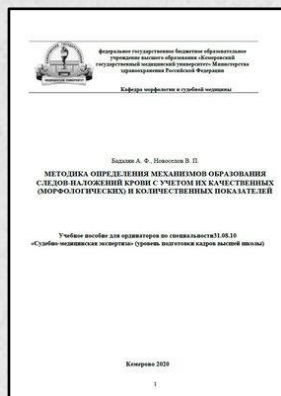 федеральное государственное бюджетное образовательное
учреждение высшего образования «Кемеровский
государственный медицинский университет» Министерства
здравоохранения Российской Федерации
Кафедра морфологии и судебной медицины
Бадалян А. Ф., Новоселов В. П.
МЕТОДИКА ОПРЕДЕЛЕНИЯ МЕХАНИЗМОВ ОБРАЗОВАНИЯ
СЛЕДОВ-НАЛОЖЕНИЙ КРОВИ С УЧЕТОМ ИХ КАЧЕСТВЕННЫХ
(МОРФОЛОГИЧЕСКИХ) И КОЛИЧЕСТВЕННЫХ ПОКАЗАТЕЛЕЙ
Учебное пособие для ординаторов по специальности31.08.10
«Судебно-медицинская экспертиза» (уровень подготовки кадров высшей школы)
Кемерово 2020
1